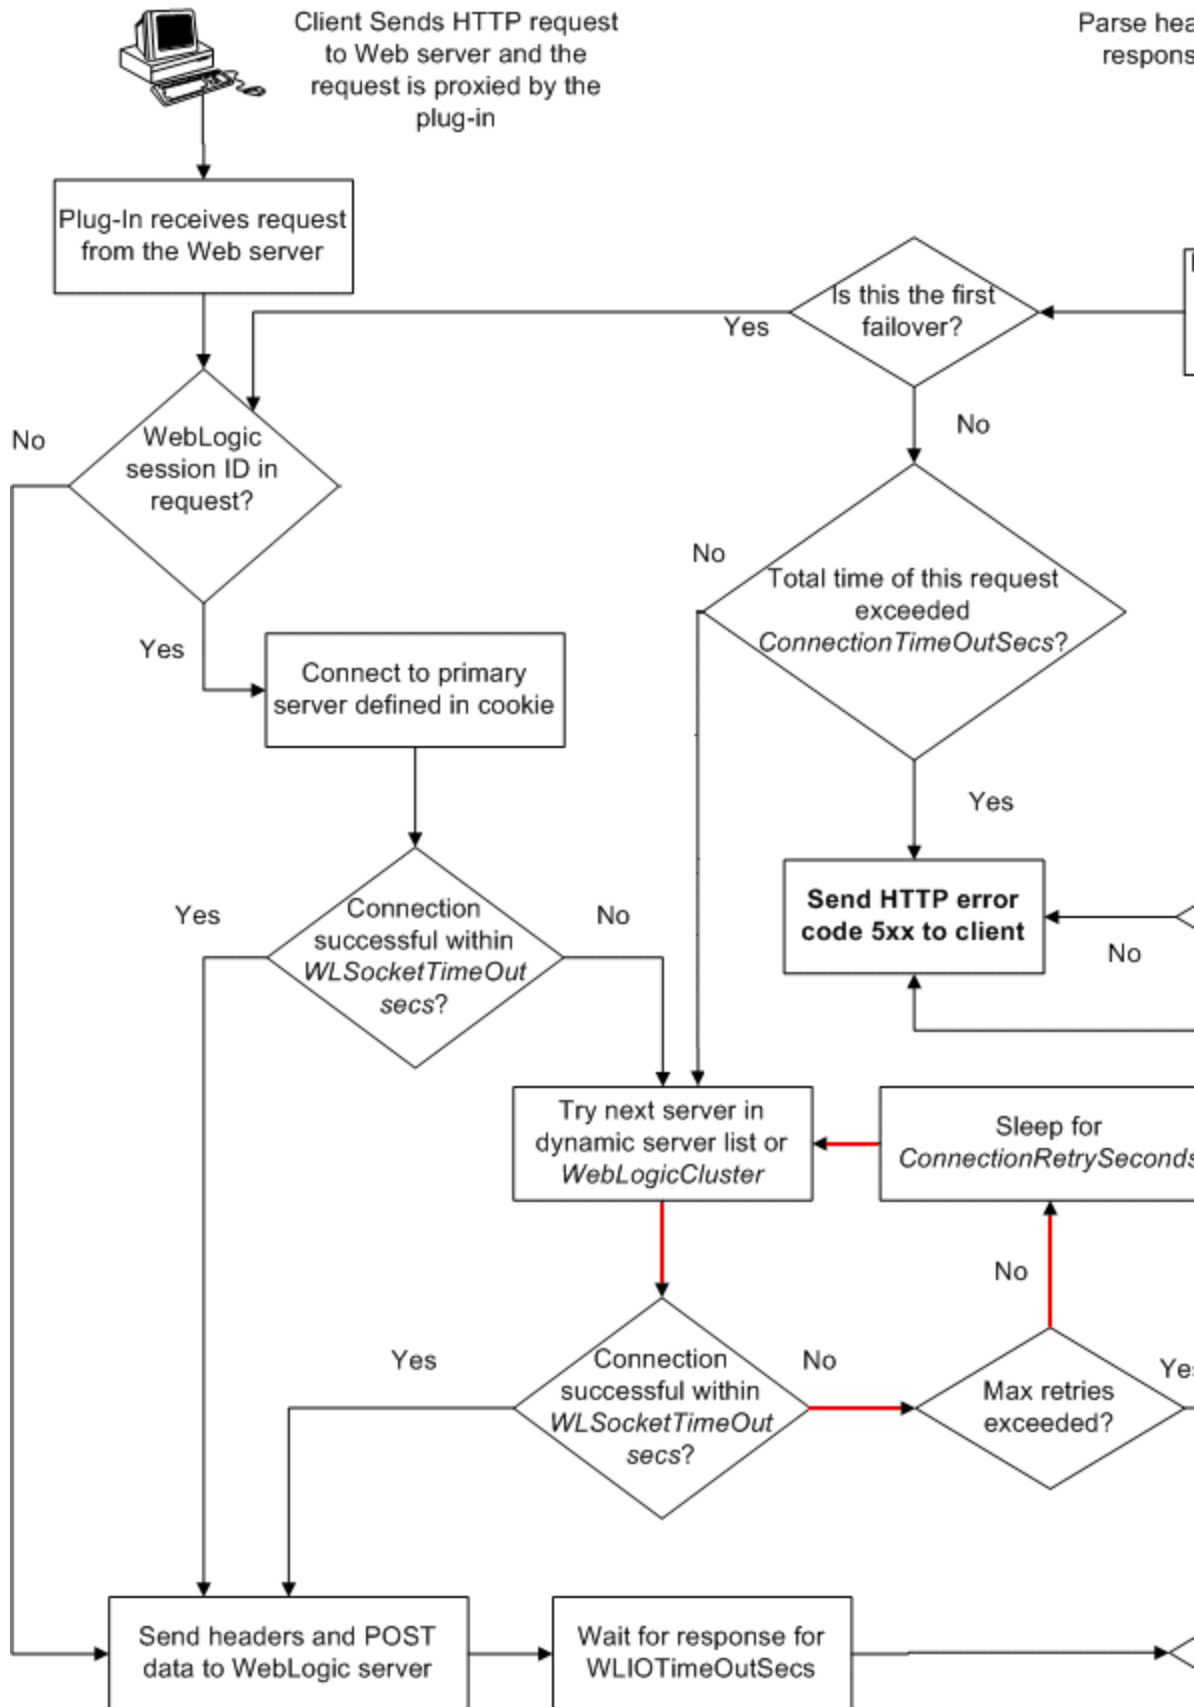 Client Sends HTTP request
to Web server and the
request is proxied by the
plug-in
Plug-In receives request
from the Web server
Is this the first
failover?
Yes
No
No
WebLogic
session ID in
request?
No
Total time of this request
exceeded
ConnectionTimeOutSecs?
Yes
Connect to primary
server defined in cookie
Yes
Send HTTP error
code 5xx to client
No
Yes
Connection
successful within
WLSocketTimeOut
secs?
No
Try next server in
dynamic server list or
WebLogicCluster
Sleep for
ConnectionRetrySeconds
No
Yes
Connection
successful within
WLSocketTimeOut
secs?
No
Max retries
exceeded?
Yes
Send headers and POST
data to WebLogic server
Wait for response for
WLIOTimeOutSecs
Parse